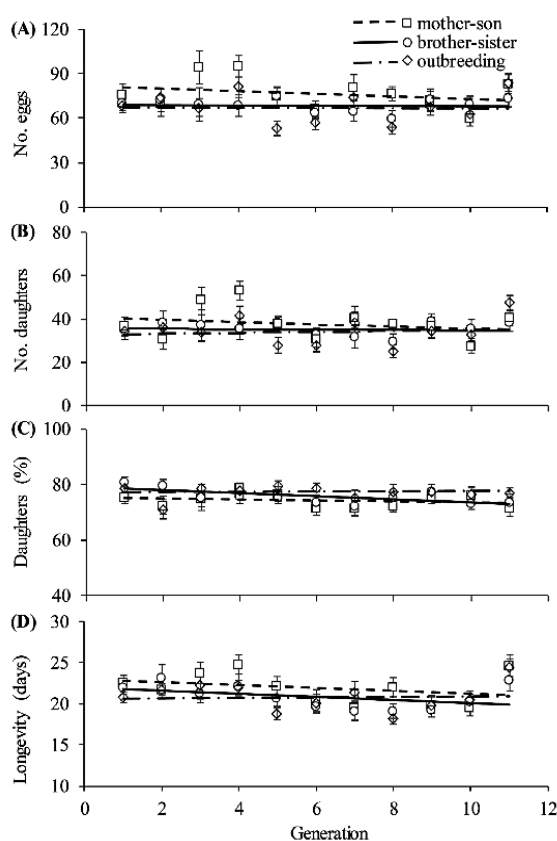 (A)
120
90
60
30
0
No. eggs
mother-son
brother-sister
outbreeding
(B)
80
60
40
20
0
No. daughters
(C)
100
80
60
40
Daughters (%)
(D)
30
25
20
15
10
Longevity (days)
0 2 4 6 8 10 12
Generation